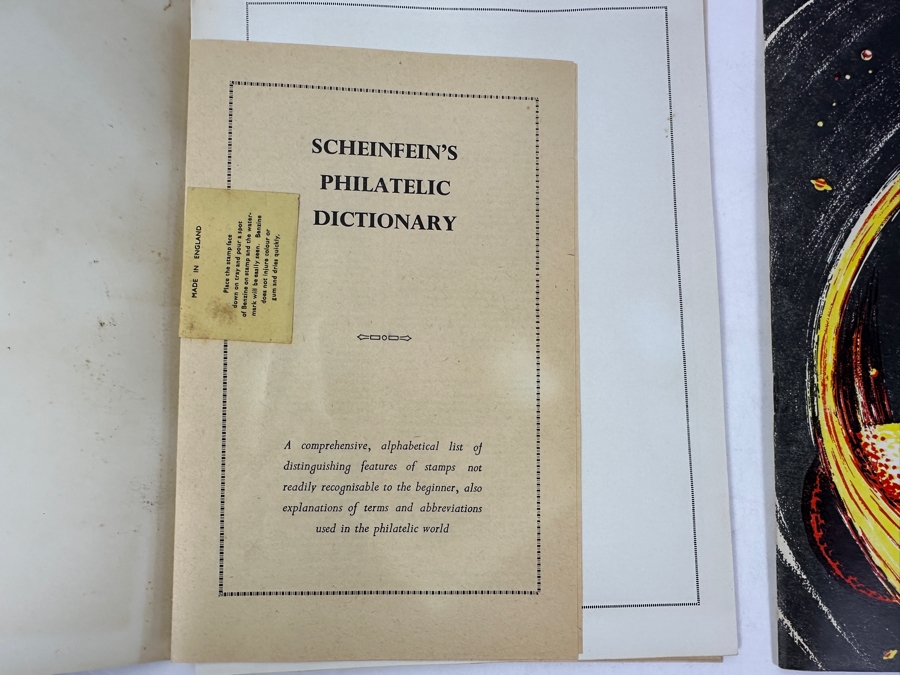 SCHEINFEIN'S
PHILATELIC
DICTIONARY
MADE IN ENGLAND
Place the stamp face
down on tray and pour a spot
of Benzine on stamp and the water-
mark will be easily seen. Benzine
does not injure colour or
gum and dries quickly.
A comprehensive, alphabetical list of
distinguishing features of stamps not
readily recognisable to the beginner, also
explanations of terms and abbreviations
used in the philatelic world